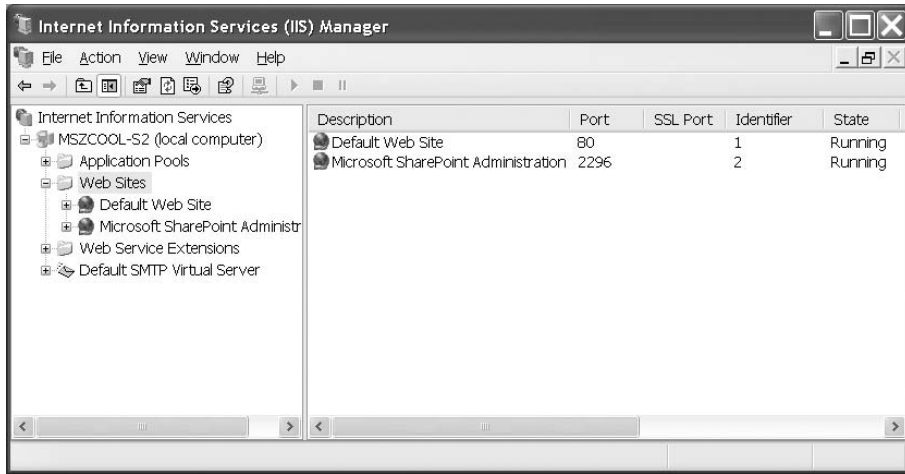 Internet Information Services (IIS) Manager
File Action View Window Help
Internet Information Services
MSZCOOL-S2 (local computer)
Application Pools
Web Sites
Default Web Site
Microsoft SharePoint Administr
Web Service Extensions
Default SMTP Virtual Server
Description Port SSL Port Identifier State
Default Web Site 80 1 Running
Microsoft SharePoint Administration 2296 2 Running